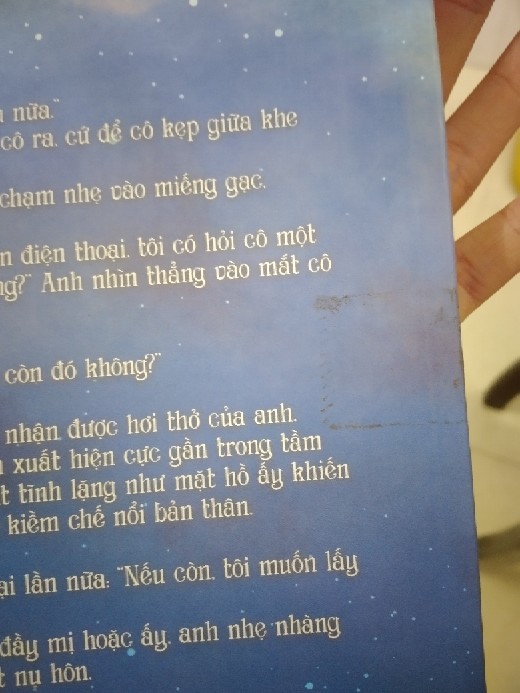 nữa."
cô ra, cứ để cô kẹp giữa khe
chạm nhẹ vào miếng gạc.
điện thoại, tôi có hỏi cô một
Anh nhìn thẳng vào mắt cô
còn đó không?"
nhận được hơi thở của anh.
xuất hiện cực gần trong tầm
tĩnh lặng như mặt hồ ấy khiến
kiềm chế nổi bản thân.
lần nữa: "Nếu còn, tôi muốn lấy
đầy mị hoặc ấy, anh nhẹ nhàng
nụ hôn.